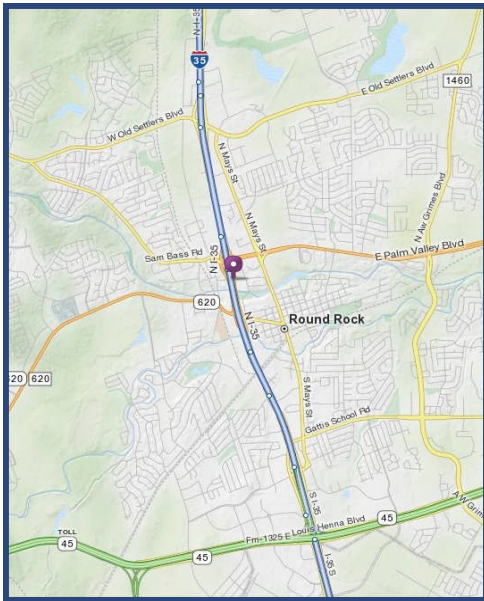 N I-35
35
E Old Settlers Blvd
1460
W Old Settlers Blvd
N Mays St
N Aw Grimes Blvd
N Mays St
E Palm Valley Blvd
Sam Bass Rd
N I-35
620
N I-35
Round Rock
620
S Mays St
Gattis School Rd
S I-35
A W Grim
TOLL
45
45
Fm-1325 E Louis Henna Blvd
45
I-35 S